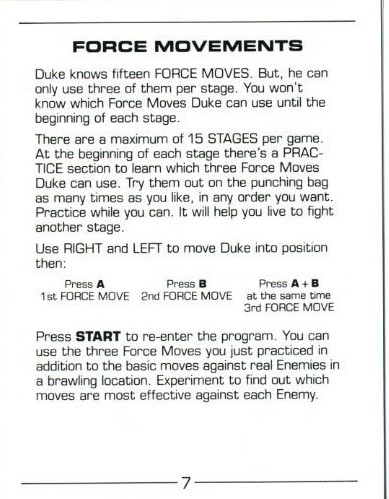 FORCE MOVEMENTS
Duke knows fifteen FORCE MOVES. But, he can
only use three of them per stage. You won't
know which Force Moves Duke can use until the
beginning of each stage.
There are a maximum of 15 STAGES per game.
At the beginning of each stage there's a PRAC-
TICE section to learn which three Force Moves
Duke can use. Try them out on the punching bag
as many times as you like, in any order you want.
Practice while you can. It will help you live to fight
another stage.
Use RIGHT and LEFT to move Duke into position
then:
Press A Press B Press A + B
1st FORCE MOVE 2nd FORCE MOVE at the same time
3rd FORCE MOVE
Press START to re-enter the program. You can
use the three Force Moves you just practiced in
addition to the basic moves against real Enemies in
a brawling location. Experiment to find out which
moves are most effective against each Enemy.
7